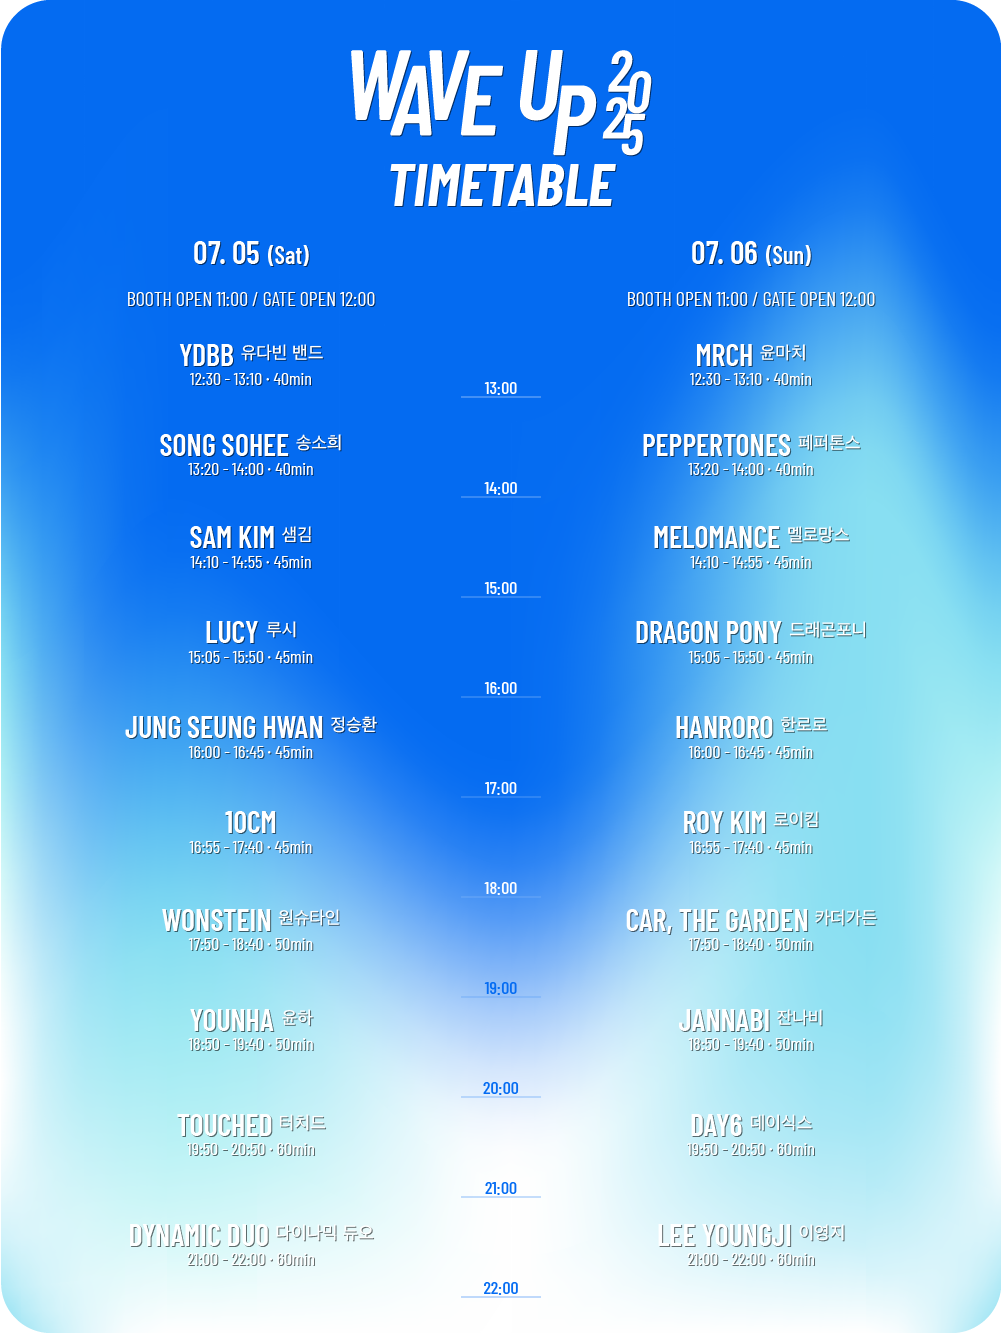 WAVE UP 2025
TIMETABLE
07. 05 (Sat)
BOOTH OPEN 11:00 / GATE OPEN 12:00
YDBB 유다빈 밴드
12:30 - 13:10 · 40min
SONG SOHEE 송소희
13:20 - 14:00 · 40min
SAM KIM 샘김
14:10 - 14:55 · 45min
LUCY 루시
15:05 - 15:50 · 45min
JUNG SEUNG HWAN 정승환
16:00 - 16:45 · 45min
10CM
16:55 - 17:40 · 45min
WONSTEIN 원슈타인
17:50 - 18:40 · 50min
YOUNHA 윤하
18:50 - 19:40 · 50min
TOUCHED 터치드
19:50 - 20:50 · 60min
DYNAMIC DUO 다이나믹 듀오
21:00 - 22:00 · 60min
13:00
14:00
15:00
16:00
17:00
18:00
19:00
20:00
21:00
22:00
07. 06 (Sun)
BOOTH OPEN 11:00 / GATE OPEN 12:00
MRCH 윤마치
12:30 - 13:10 · 40min
PEPPERTONES 페퍼톤스
13:20 - 14:00 · 40min
MELOMANCE 멜로망스
14:10 - 14:55 · 45min
DRAGON PONY 드래곤포니
15:05 - 15:50 · 45min
HANRORO 한로로
16:00 - 16:45 · 45min
ROY KIM 로이킴
16:55 - 17:40 · 45min
CAR, THE GARDEN 카더가든
17:50 - 18:40 · 50min
JANNABI 잔나비
18:50 - 19:40 · 50min
DAY6 데이식스
19:50 - 20:50 · 60min
LEE YOUNGJI 이영지
21:00 - 22:00 · 60min